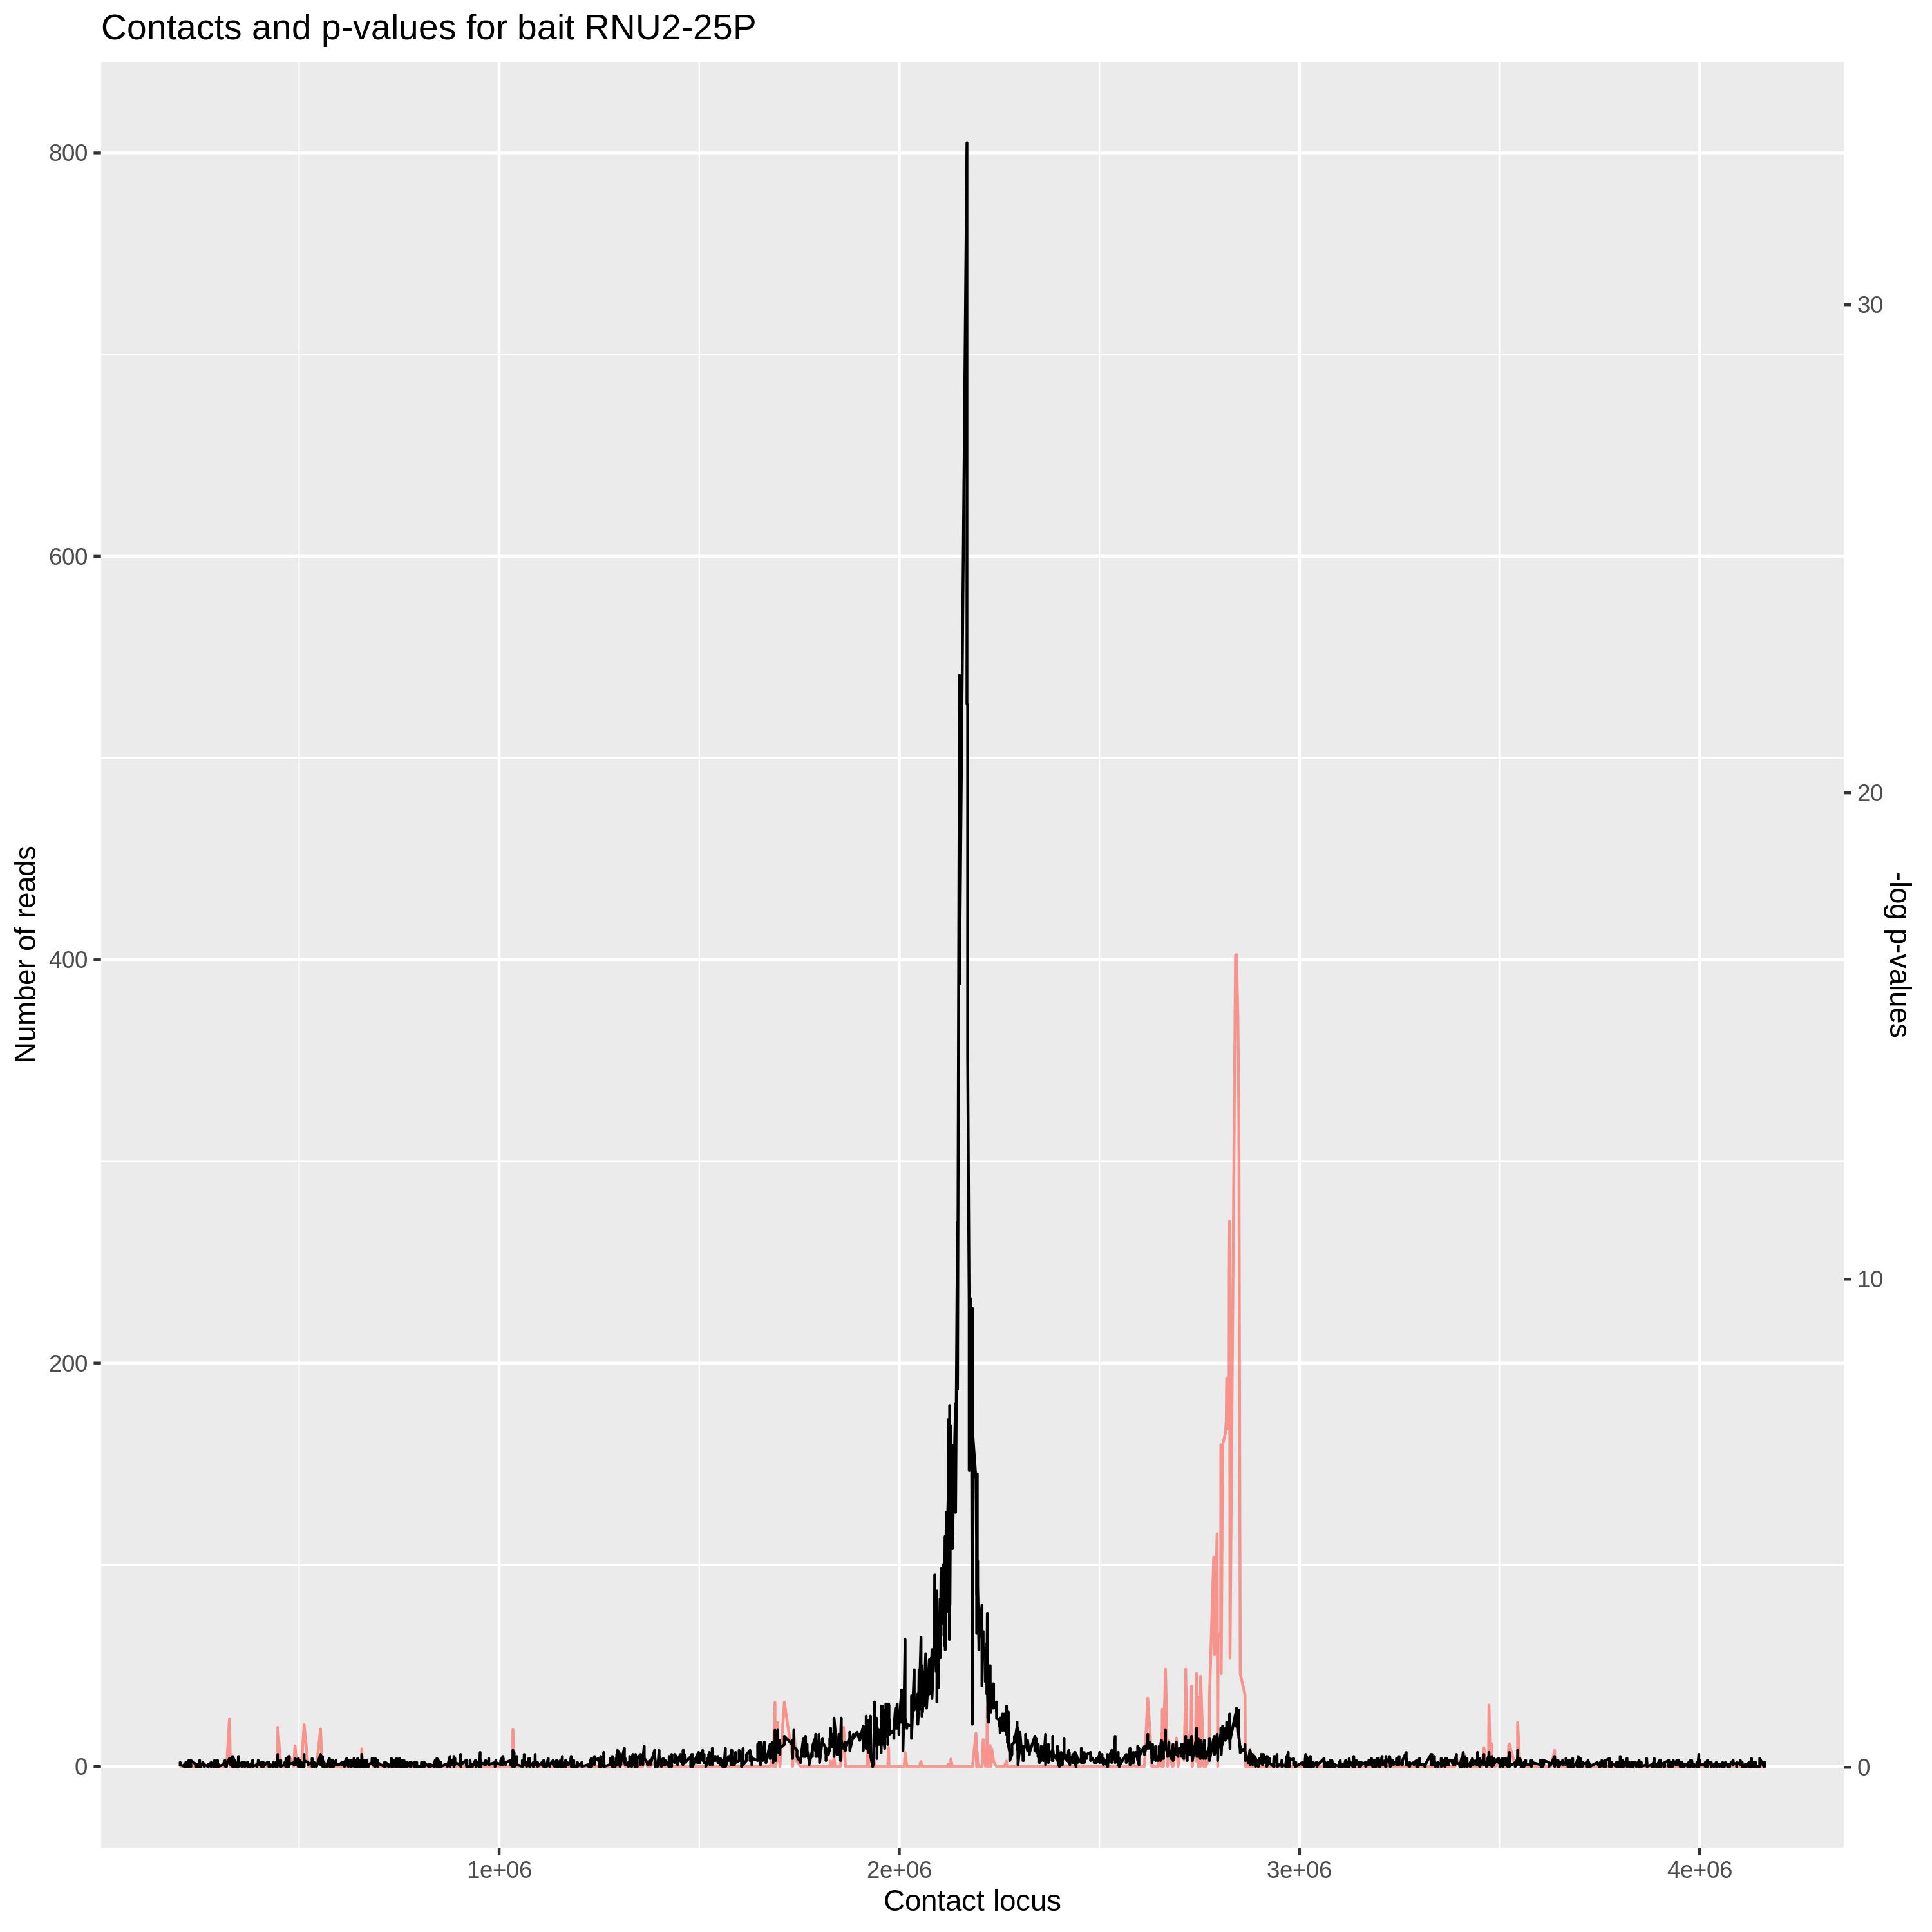 Contacts and p-values for bait RNU2-25P
800
600
400
200
0
Number of reads
30
20
10
0
-log p-values
1e+06
2e+06
3e+06
4e+06
Contact locus